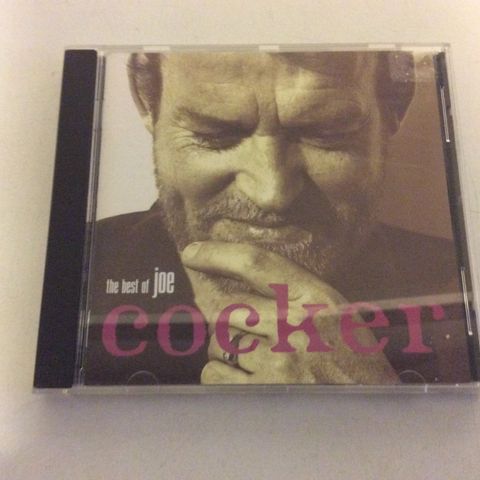 the best of joe
cocker